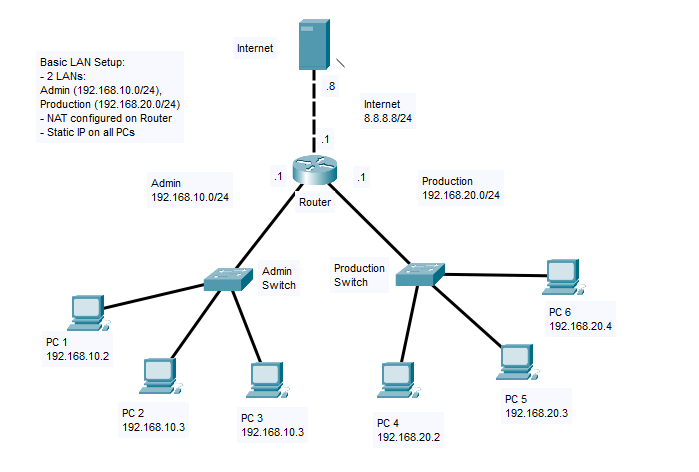 Internet
Basic LAN Setup:
- 2 LANs:
Admin (192.168.10.0/24),
Production (192.168.20.0/24)
- NAT configured on Router
- Static IP on all PCs
.8
Internet
8.8.8.8/24
.1
.1
.1
Admin
192.168.10.0/24
Production
192.168.20.0/24
Router
Admin
Switch
Production
Switch
PC 1
192.168.10.2
PC 6
192.168.20.4
PC 2
192.168.10.3
PC 3
192.168.10.3
PC 4
192.168.20.2
PC 5
192.168.20.3